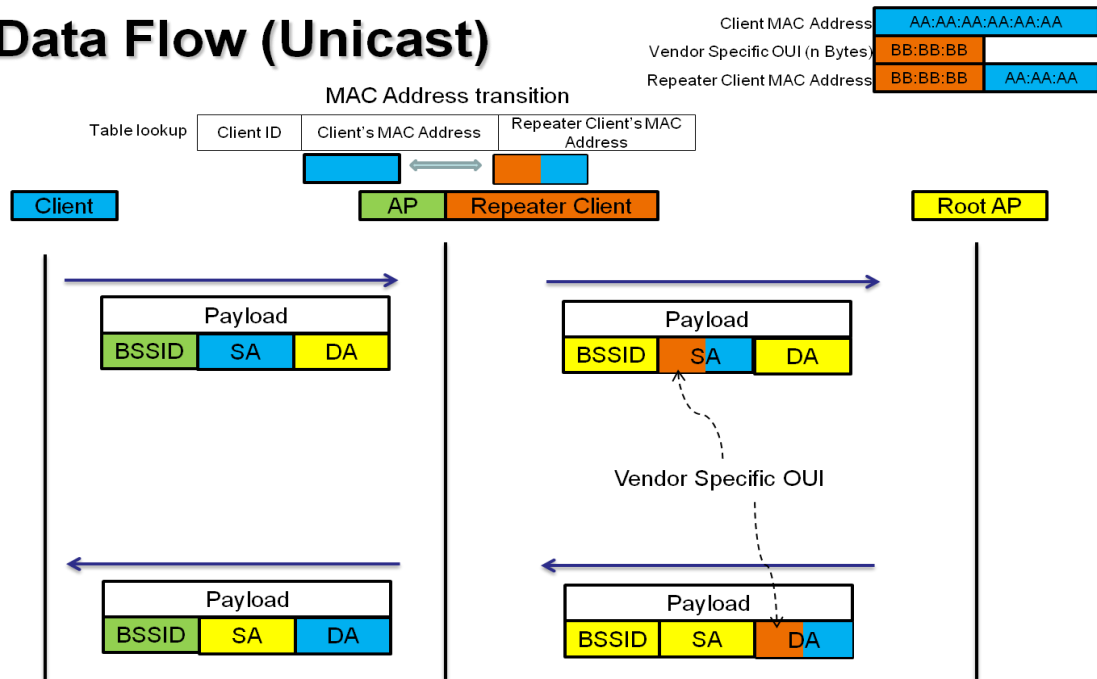 Data Flow (Unicast)
Client MAC Address AA:AA:AA:AA:AA:AA
Vendor Specific OUI (n Bytes) BB:BB:BB
Repeater Client MAC Address BB:BB:BB AA:AA:AA
MAC Address transition
Table lookup Client ID Client's MAC Address Repeater Client's MAC
Address
Client AP Repeater Client Root AP
Payload Payload
BSSID SA DA BSSID SA DA
Vendor Specific OUI
Payload Payload
BSSID SA DA BSSID SA DA